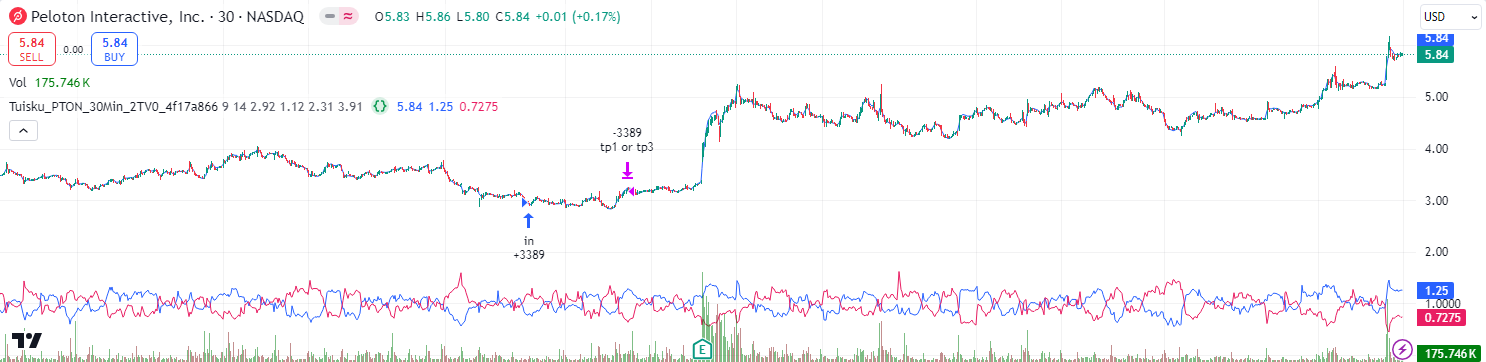 Peloton Interactive, Inc. · 30 · NASDAQ O5.83 H5.86 L5.80 C5.84 +0.01 (+0.17%)
USD
5.84 0.00 5.84
SELL BUY
5.84
5.84
Vol 175.746 K
Tuisku_PTON_30Min_2TV0_4f17a866 9 14 2.92 1.12 2.31 3.91 5.84 1.25 0.7275
5.00
-3389
tp1 or tp3
4.00
3.00
in
+3389
2.00
1.25
1.0000
0.7275
E
175.746 K